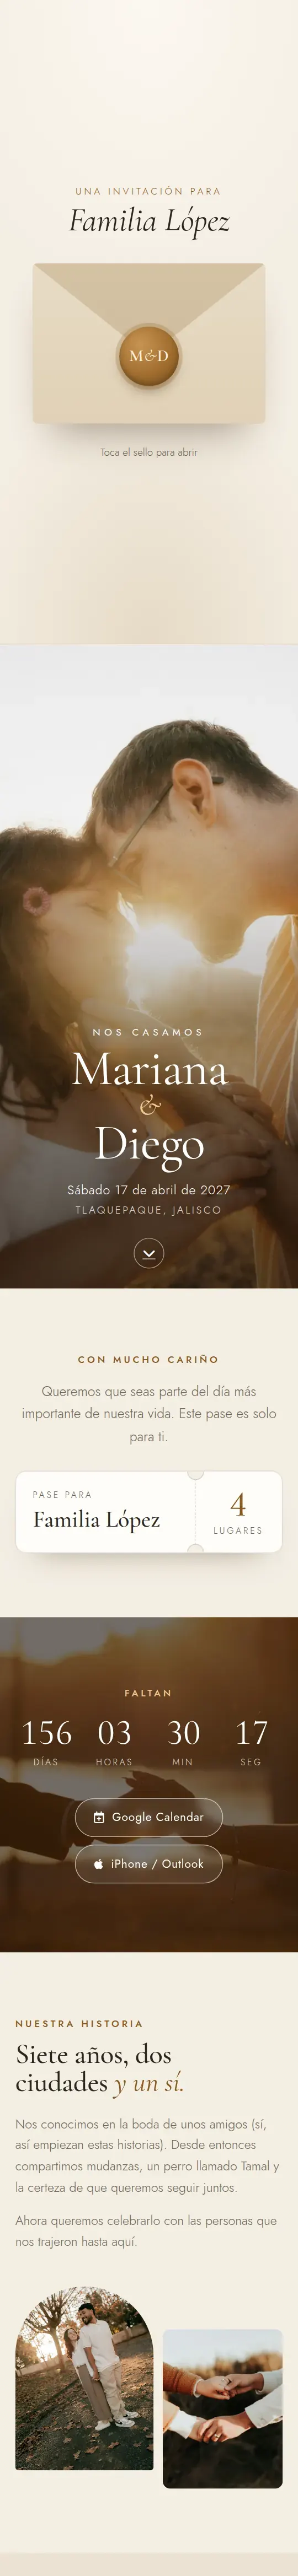 UNA INVITACIÓN PARA
Familia López
M&D
Toca el sello para abrir
NOS CASAMOS
Mariana
&
Diego
Sábado 17 de abril de 2027
TLAQUEPAQUE, JALISCO
CON MUCHO CARIÑO
Queremos que seas parte del día más
importante de nuestra vida. Este pase es solo
para ti.
PASE PARA
Familia López
4
LUGARES
FALTAN
156 03 30 17
DÍAS HORAS MIN SEG
Google Calendar
iPhone / Outlook
NUESTRA HISTORIA
Siete años, dos
ciudades y un sí.
Nos conocimos en la boda de unos amigos (sí,
así empiezan estas historias). Desde entonces
compartimos mudanzas, un perro llamado Tamal y
la certeza de que queremos seguir juntos.
Ahora queremos celebrarlo con las personas que
nos trajeron hasta aquí.